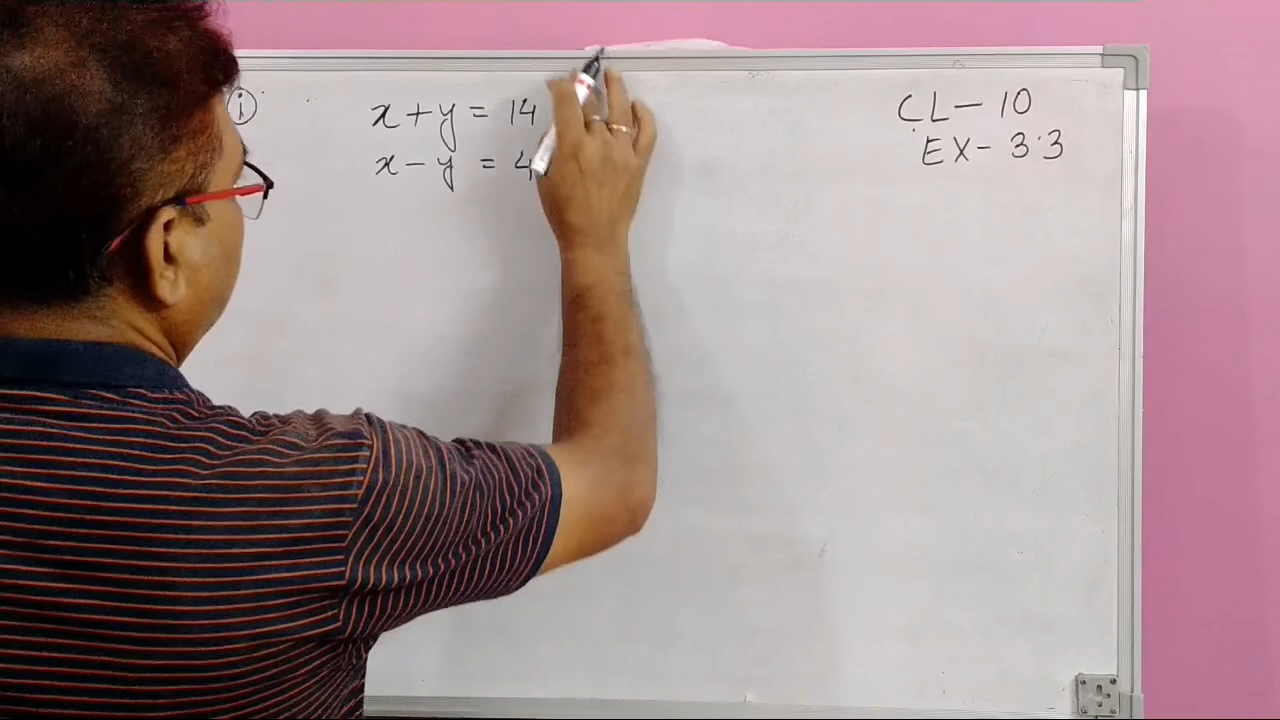 (i) x + y = 14
x - y = 4
CL - 10
EX - 3.3